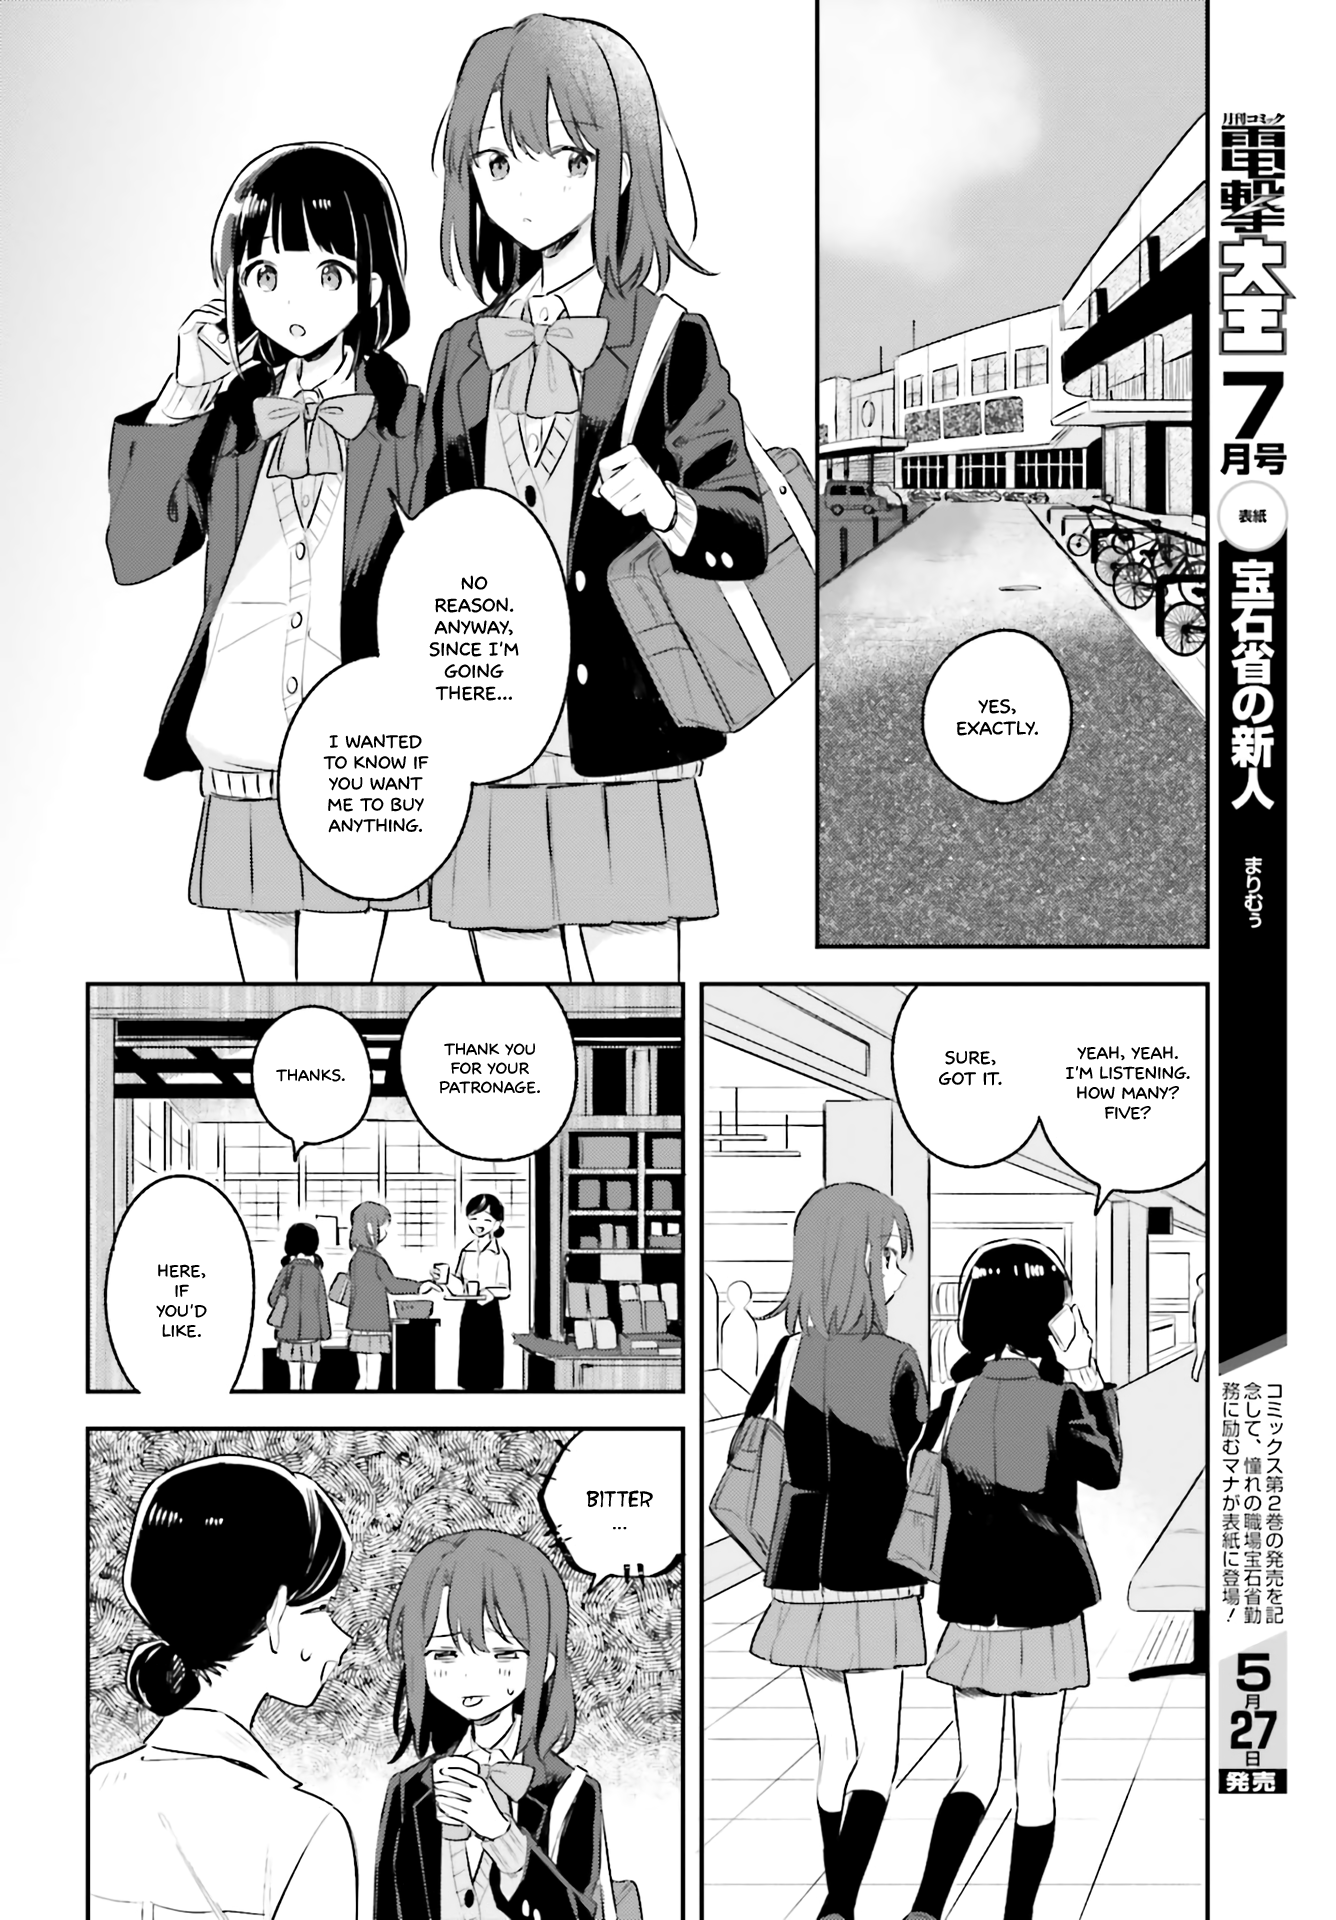 YES,
EXACTLY.
NO
REASON.
ANYWAY,
SINCE I'M
GOING
THERE...
I WANTED
TO KNOW IF
YOU WANT
ME TO BUY
ANYTHING.
YEAH, YEAH.
I'M LISTENING.
HOW MANY?
FIVE?
SURE,
GOT IT.
THANK YOU
FOR YOUR
PATRONAGE.
THANKS.
HERE,
IF
YOU'D
LIKE.
BITTER
...
月刊コミック
電撃大王
7
月号
表紙
宝石省の新人
まりむぅ
コミックス第2巻の発売を記
念して、憧れの職場宝石省勤
務に励むマナが表紙に登場!
5
月
27
日
発売